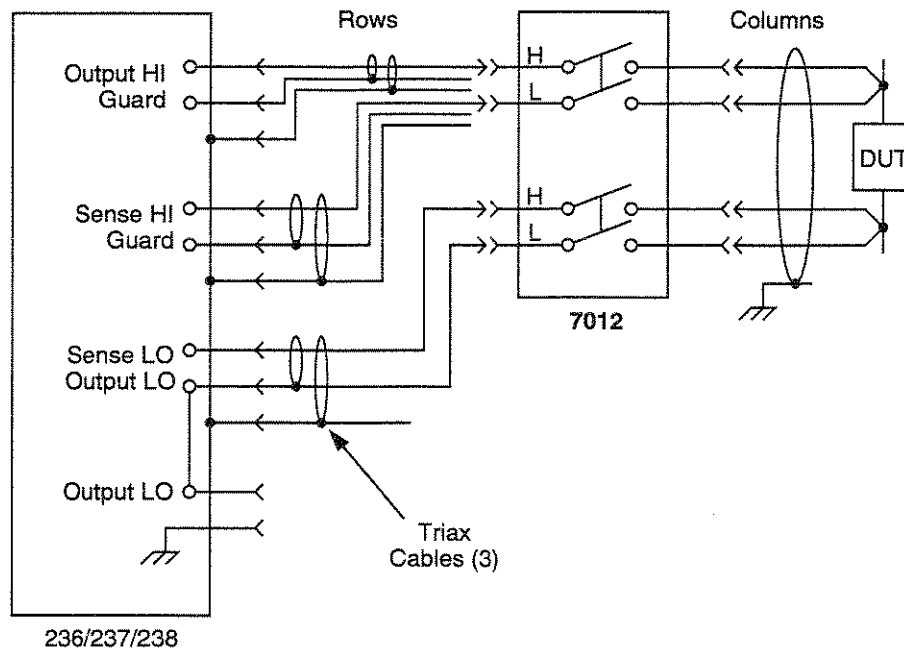 Rows
Columns
Output HI
Guard
H
L
DUT
Sense HI
Guard
H
L
7012
Sense LO
Output LO
Output LO
Triax
Cables (3)
236/237/238